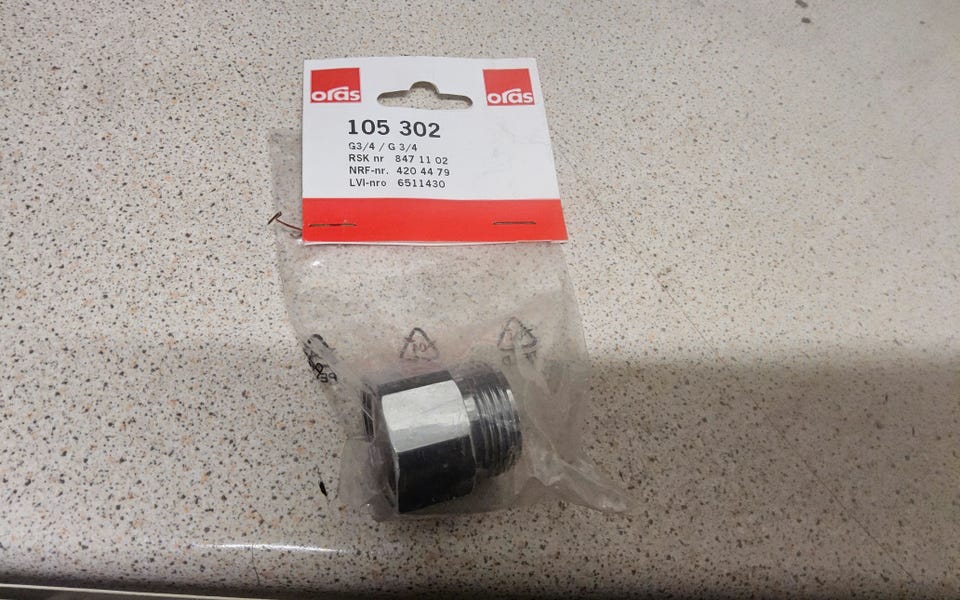 oras oras
105 302
G3/4 / G 3/4
RSK nr 847 11 02
NRF-nr. 420 44 79
LVI-nro 6511430